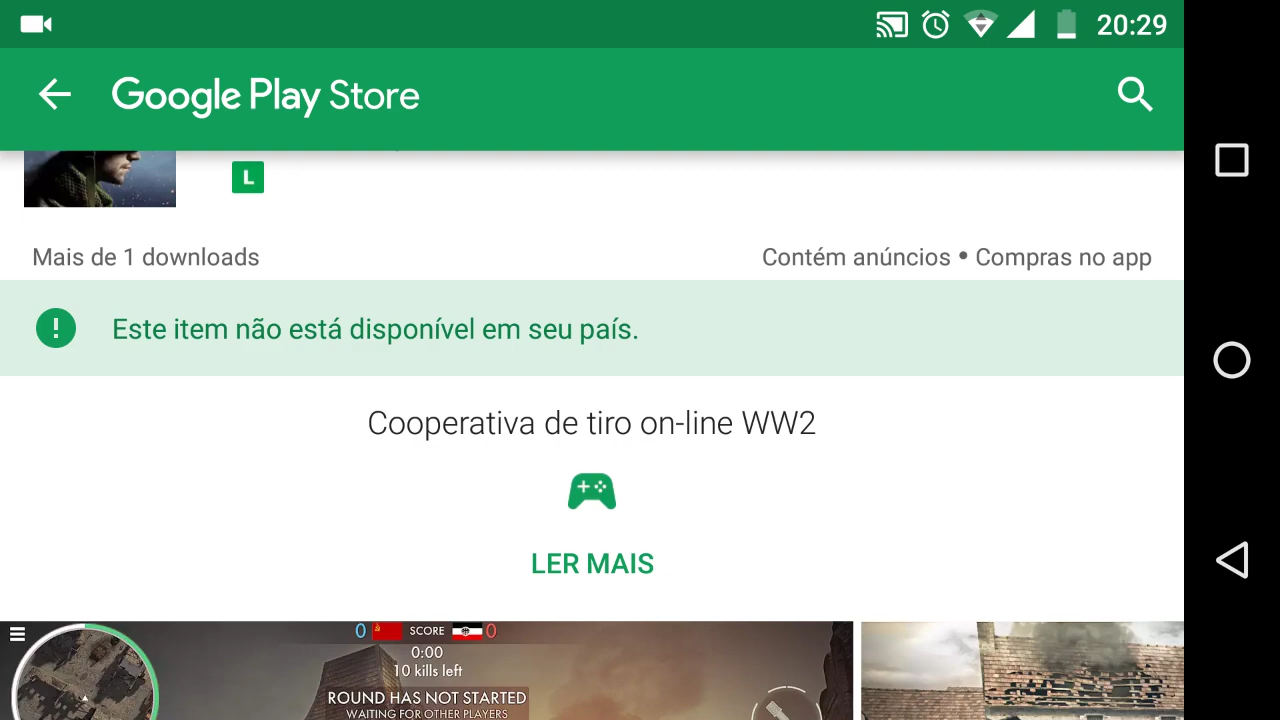 20:29
Google Play Store
L
Mais de 1 downloads
Contém anúncios • Compras no app
Este item não está disponível em seu país.
Cooperativa de tiro on-line WW2
LER MAIS
0 SCORE 0
0:00
10 kills left
ROUND HAS NOT STARTED
WAITING FOR OTHER PLAYERS